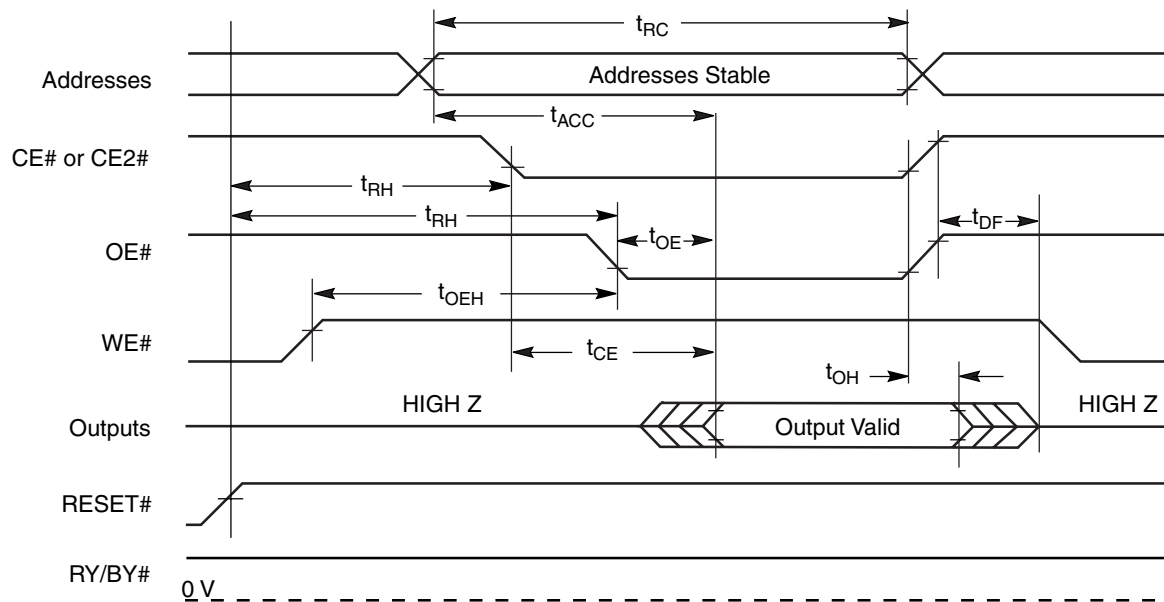 tRC
Addresses
Addresses Stable
tACC
CE# or CE2#
tRH
tRH
tOE
tDF
OE#
tOEH
WE#
tCE
tOH
HIGH Z
HIGH Z
Outputs
Output Valid
RESET#
RY/BY#
0 V